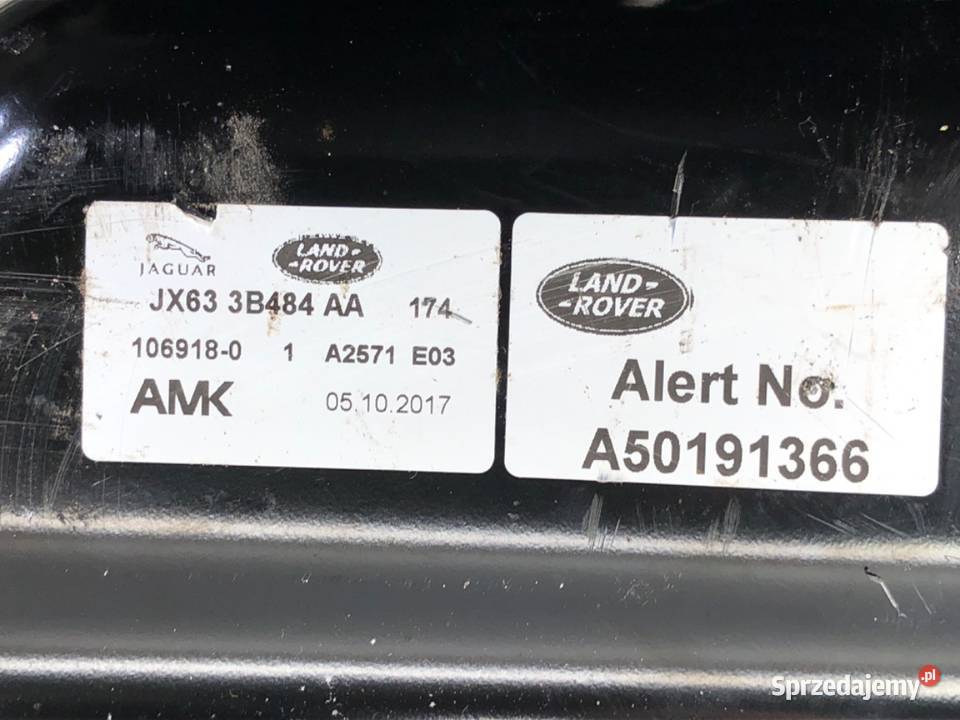 JAGUAR
LAND-
-ROVER
JX63 3B484 AA 174
106918-0 1 A2571 E03
AMK 05.10.2017
LAND-
-ROVER
Alert No.
A50191366
Sprzedajemy.pl